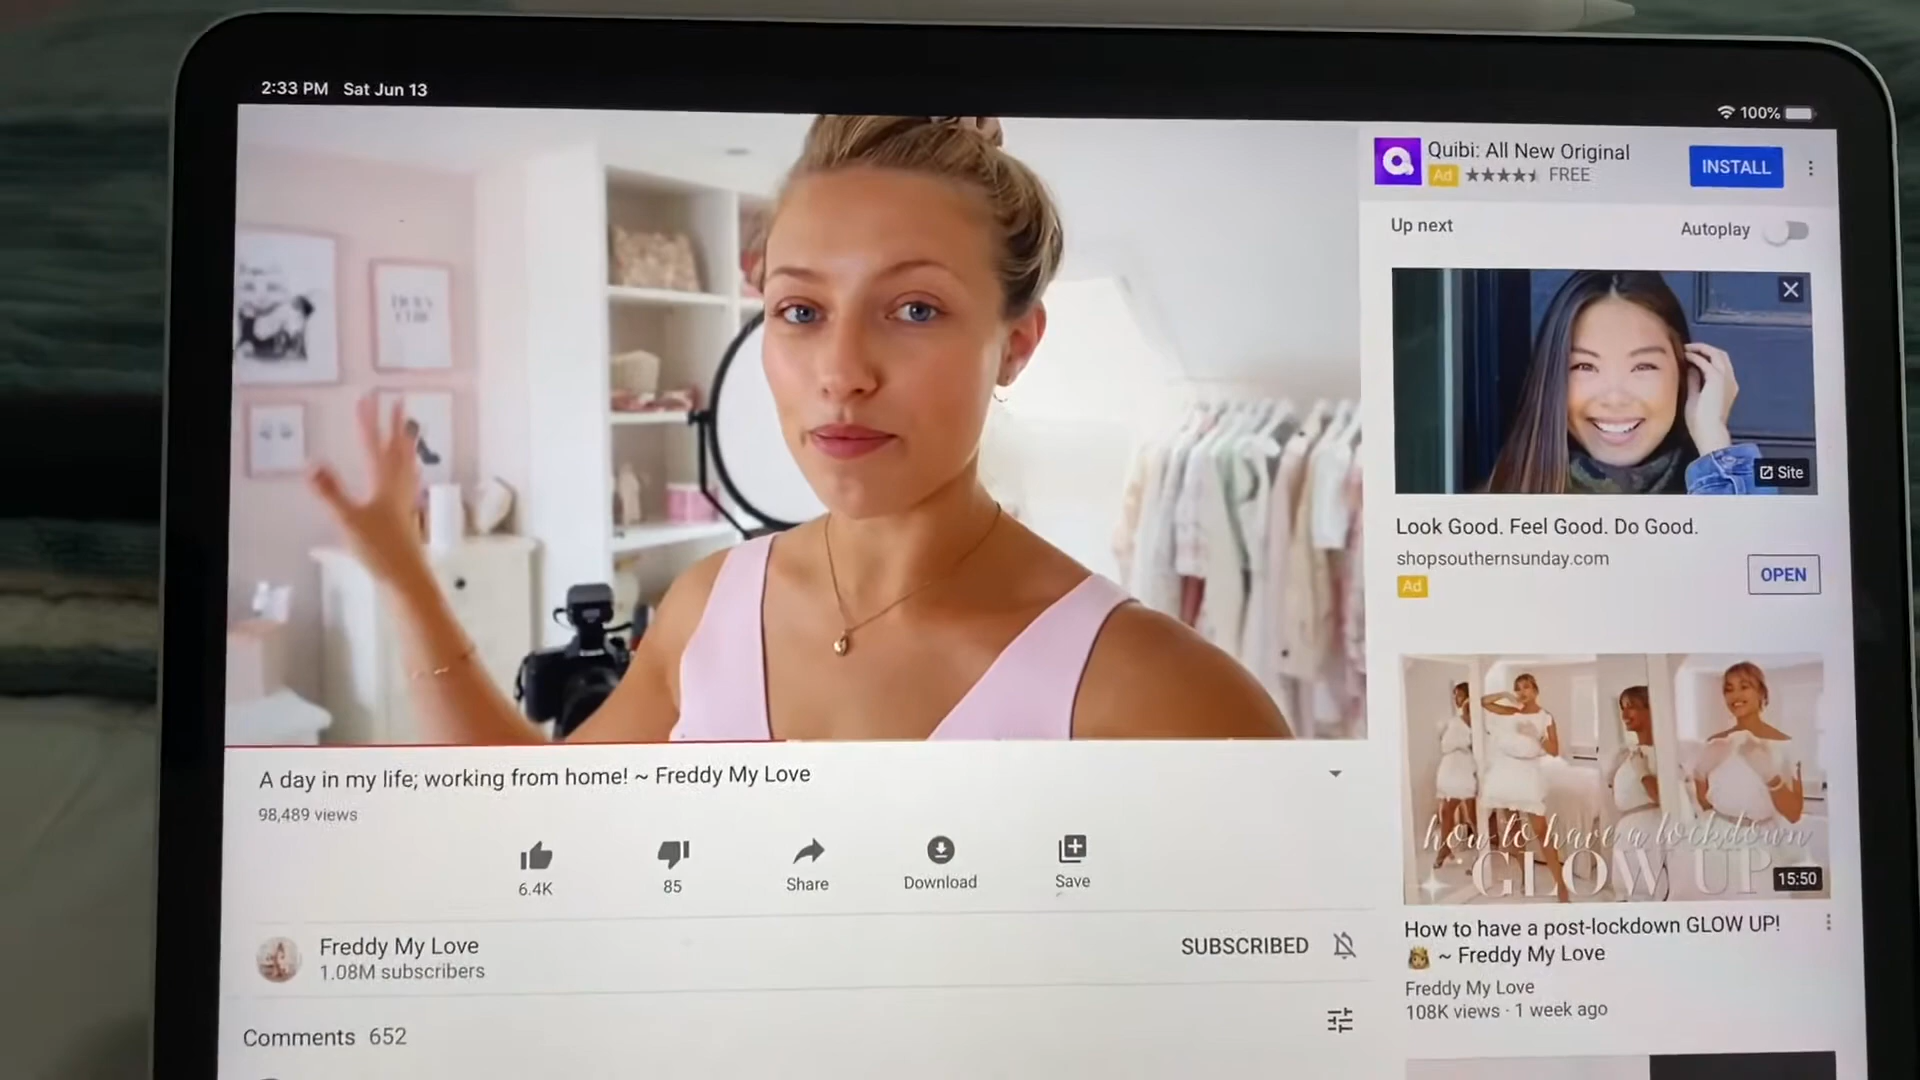 2:33 PM Sat Jun 13
100%
Quibi: All New Original
Ad ★★★★⯨ FREE
INSTALL
Up next
Autoplay
Site
Look Good. Feel Good. Do Good.
shopsouthernsunday.com
Ad
OPEN
A day in my life; working from home! ~ Freddy My Love
98,489 views
6.4K
85
Share
Download
Save
how to have a lockdown
GLOW UP
15:50
How to have a post-lockdown GLOW UP!
👸 ~ Freddy My Love
Freddy My Love
108K views · 1 week ago
Freddy My Love
1.08M subscribers
SUBSCRIBED
Comments 652